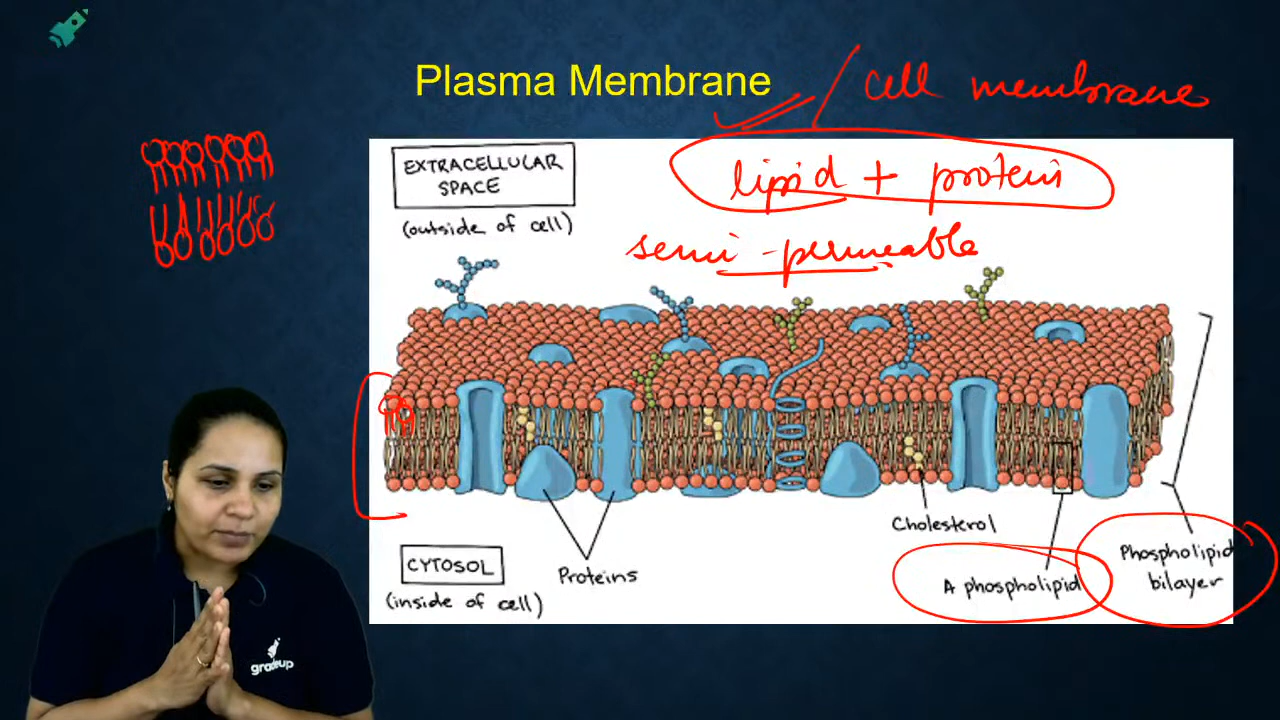 Plasma Membrane
/ cell membrane
EXTRACELLULAR
SPACE
(outside of cell)
lipid + protein
semi-permeable
Cholesterol
Proteins
A phospholipid
Phospholipid
bilayer
CYTOSOL
(inside of cell)
gradeup